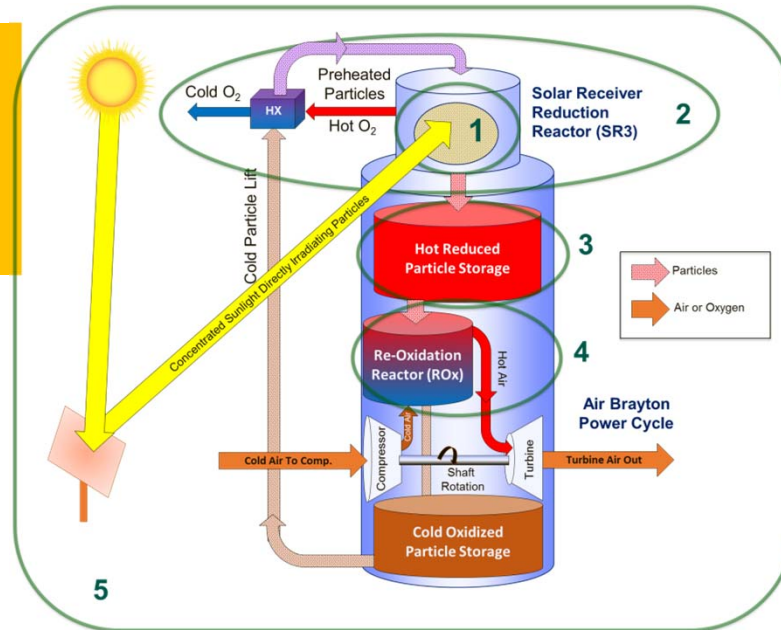 Cold O₂
HX
Preheated
Particles
Hot O₂
Solar Receiver
Reduction
Reactor (SR3)
2
1
Cold Particle Lift
Concentrated Sunlight Directly Irradiating Particles
Hot Reduced
Particle Storage
3
Particles
Air or Oxygen
Re-Oxidation
Reactor (ROx)
Hot Air
4
Cold Air
Air Brayton
Power Cycle
Cold Air To Comp.
Compressor
Shaft
Rotation
Turbine
Turbine Air Out
Cold Oxidized
Particle Storage
5